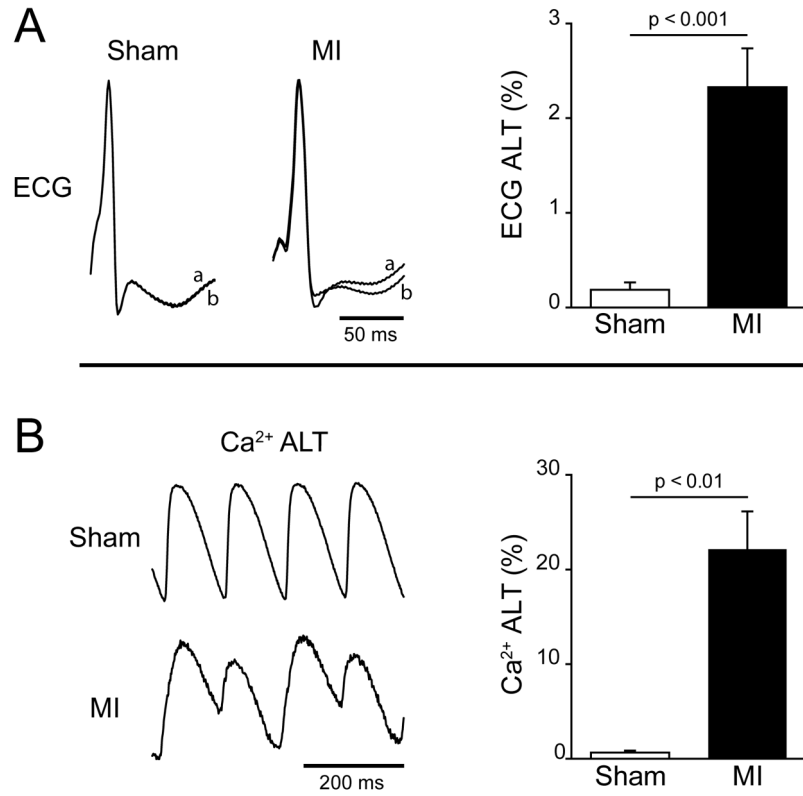 A
Sham
MI
ECG
a
b
a
b
50 ms
ECG ALT (%)
3
2
1
0
p < 0.001
Sham
MI
B
Ca²⁺ ALT
Sham
MI
200 ms
Ca²⁺ ALT (%)
30
20
10
0
p < 0.01
Sham
MI